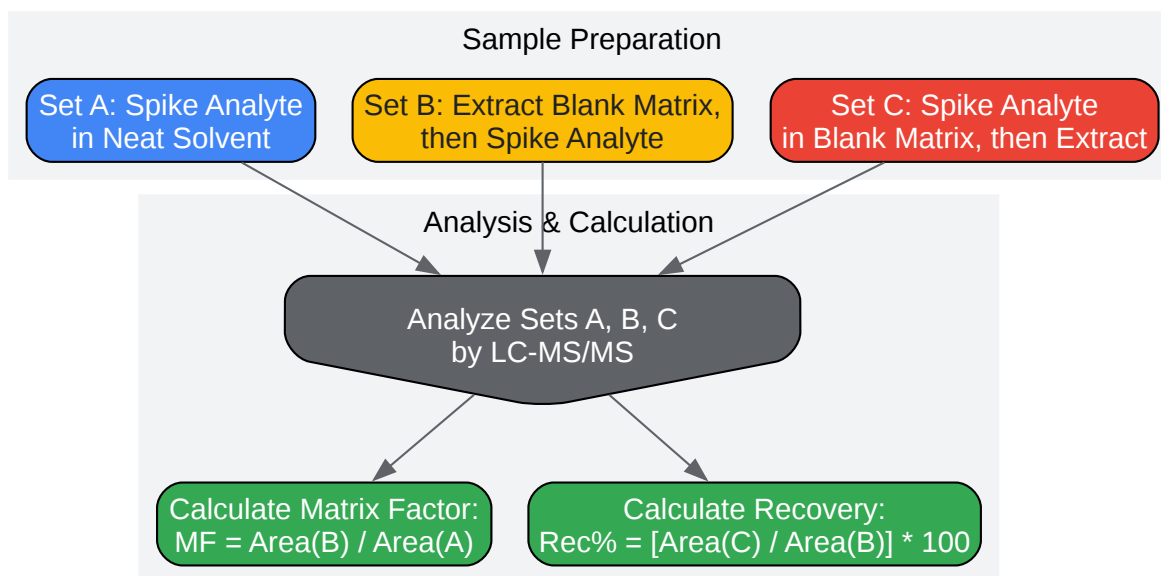 Sample Preparation
Set A: Spike Analyte
in Neat Solvent
Set B: Extract Blank Matrix,
then Spike Analyte
Set C: Spike Analyte
in Blank Matrix, then Extract
Analysis & Calculation
Analyze Sets A, B, C
by LC-MS/MS
Calculate Matrix Factor:
MF = Area(B) / Area(A)
Calculate Recovery:
Rec% = [Area(C) / Area(B)] * 100